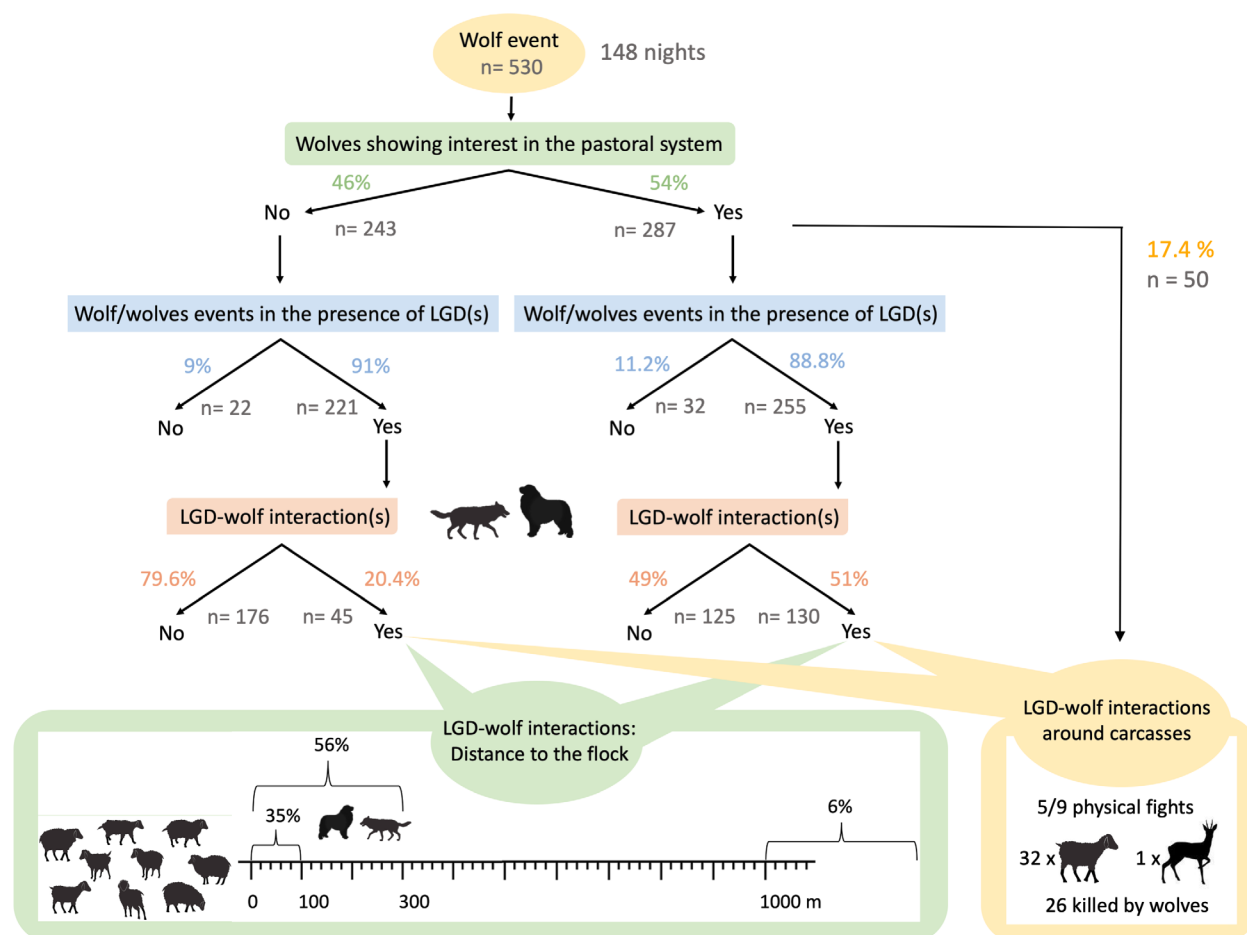 Wolf event
n= 530
148 nights
Wolves showing interest in the pastoral system
46%
54%
No
Yes
n= 243
n= 287
17.4 %
n = 50
Wolf/wolves events in the presence of LGD(s)
Wolf/wolves events in the presence of LGD(s)
9%
91%
11.2%
88.8%
n= 22
n= 221
n= 32
n= 255
No
Yes
No
Yes
LGD-wolf interaction(s)
LGD-wolf interaction(s)
79.6%
20.4%
49%
51%
n= 176
n= 45
n= 125
n= 130
No
Yes
No
Yes
LGD-wolf interactions:
Distance to the flock
LGD-wolf interactions
around carcasses
56%
35%
6%
0
100
300
1000 m
5/9 physical fights
32 x
1 x
26 killed by wolves